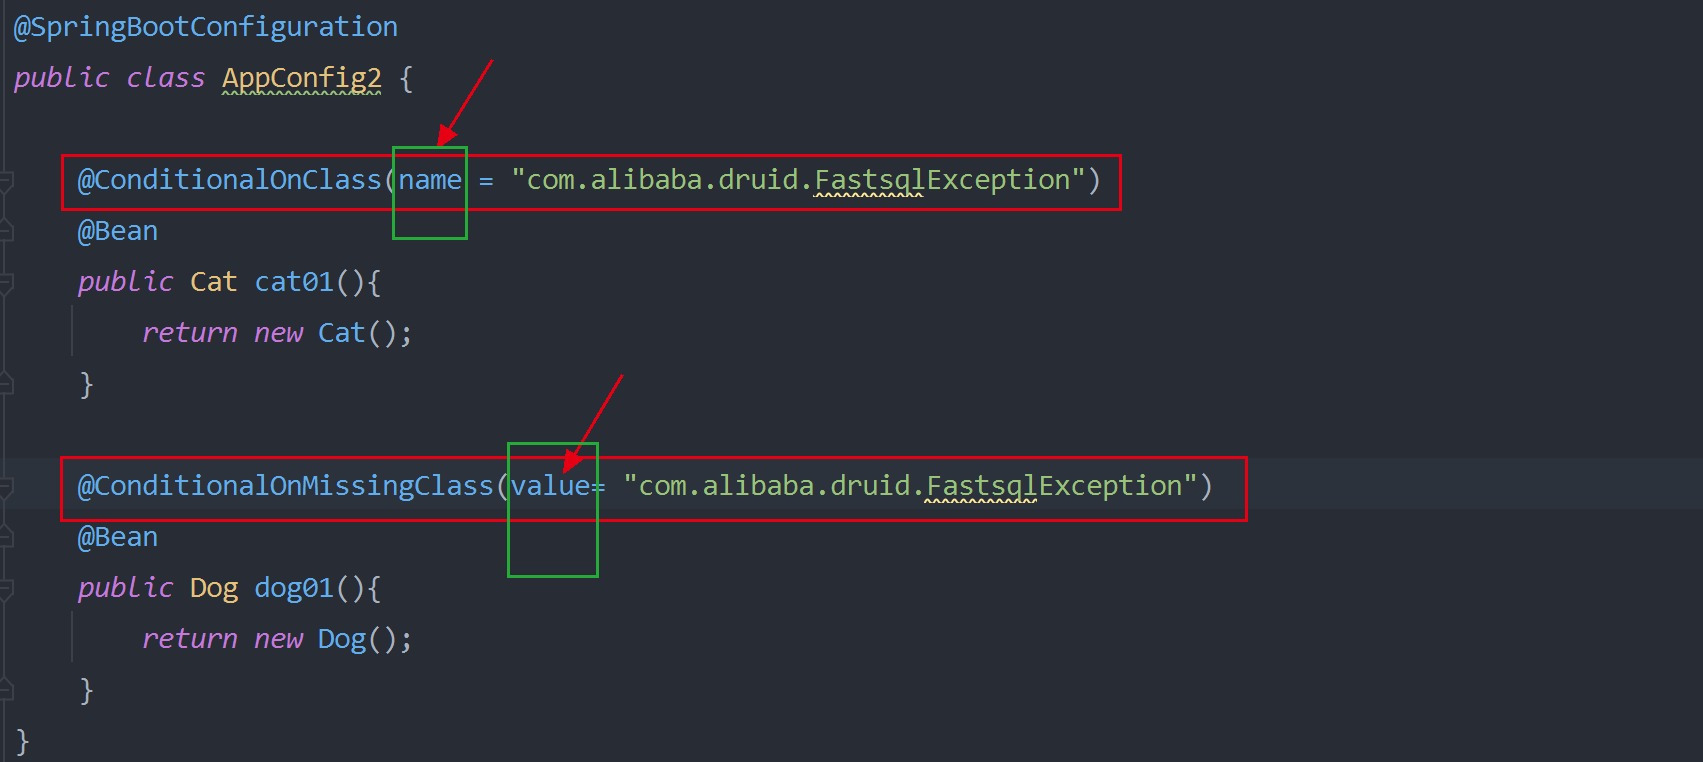 @SpringBootConfiguration
public class AppConfig2 {
@ConditionalOnClass(name = "com.alibaba.druid.FastsqlException")
@Bean
public Cat cat01(){
return new Cat();
}
@ConditionalOnMissingClass(value= "com.alibaba.druid.FastsqlException")
@Bean
public Dog dog01(){
return new Dog();
}
}